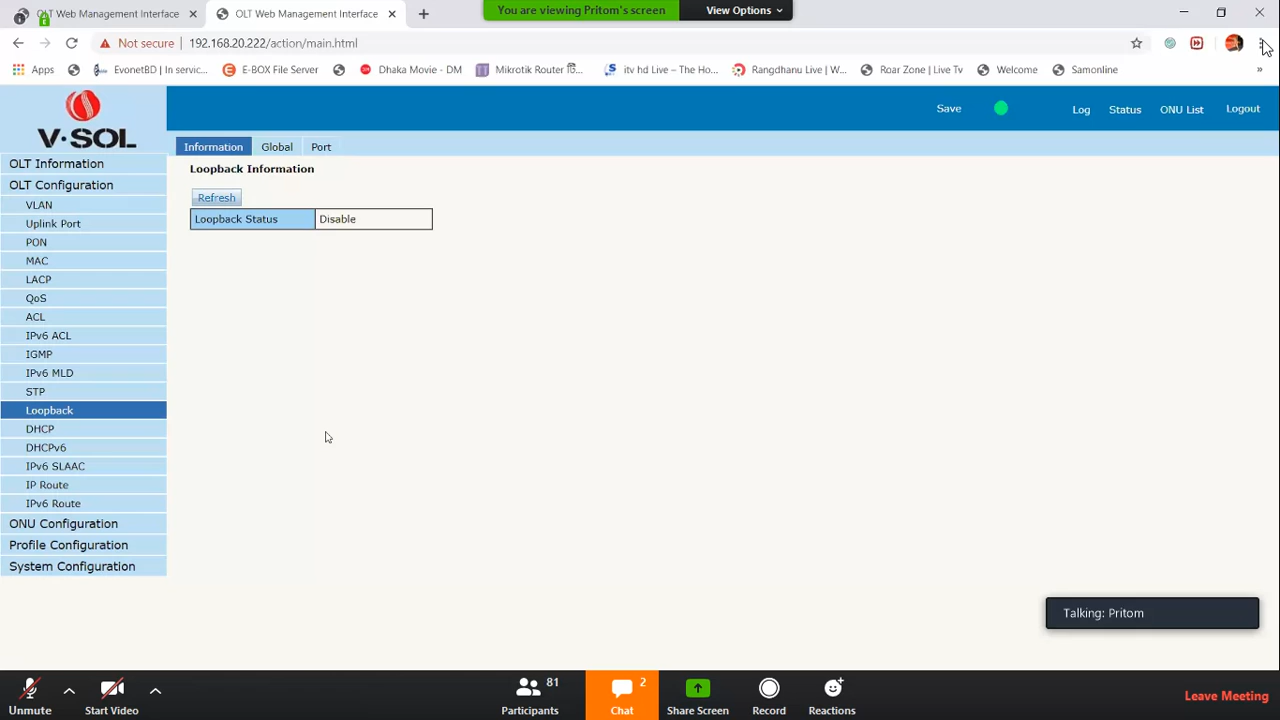 OLT Web Management Interface
OLT Web Management Interface
You are viewing Pritom's screen
View Options
Not secure
192.168.20.222/action/main.html
Apps
EvonetBD | In servic...
E-BOX File Server
Dhaka Movie - DM
Mikrotik Router Io...
itv hd Live – The Ho...
Rangdhanu Live | W...
Roar Zone | Live Tv
Welcome
Samonline
»
V·SOL
Save
Log
Status
ONU List
Logout
Information
Global
Port
Loopback Information
Refresh
Loopback Status
Disable
OLT Information
OLT Configuration
VLAN
Uplink Port
PON
MAC
LACP
QoS
ACL
IPv6 ACL
IGMP
IPv6 MLD
STP
Loopback
DHCP
DHCPv6
IPv6 SLAAC
IP Route
IPv6 Route
ONU Configuration
Profile Configuration
System Configuration
Talking: Pritom
Unmute
Start Video
81
Participants
2
Chat
Share Screen
Record
Reactions
Leave Meeting